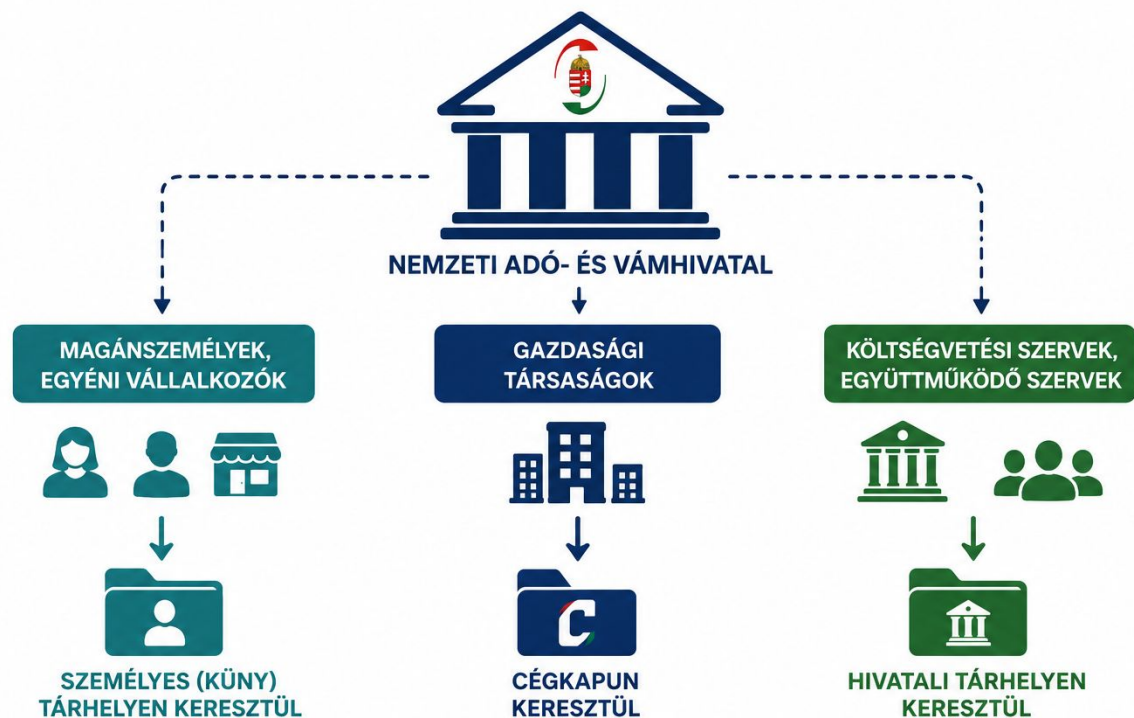 NEMZETI ADÓ- ÉS VÁMHIVATAL
MAGÁNSZEMÉLYEK,
EGYÉNI VÁLLALKOZÓK
GAZDASÁGI
TÁRSASÁGOK
KÖLTSÉGVETÉSI SZERVEK,
EGYÜTTMŰKÖDŐ SZERVEK
C
SZEMÉLYES (KÜNY)
TÁRHELYEN KERESZTÜL
CÉGKAPUN
KERESZTÜL
HIVATALI TÁRHELYEN
KERESZTÜL